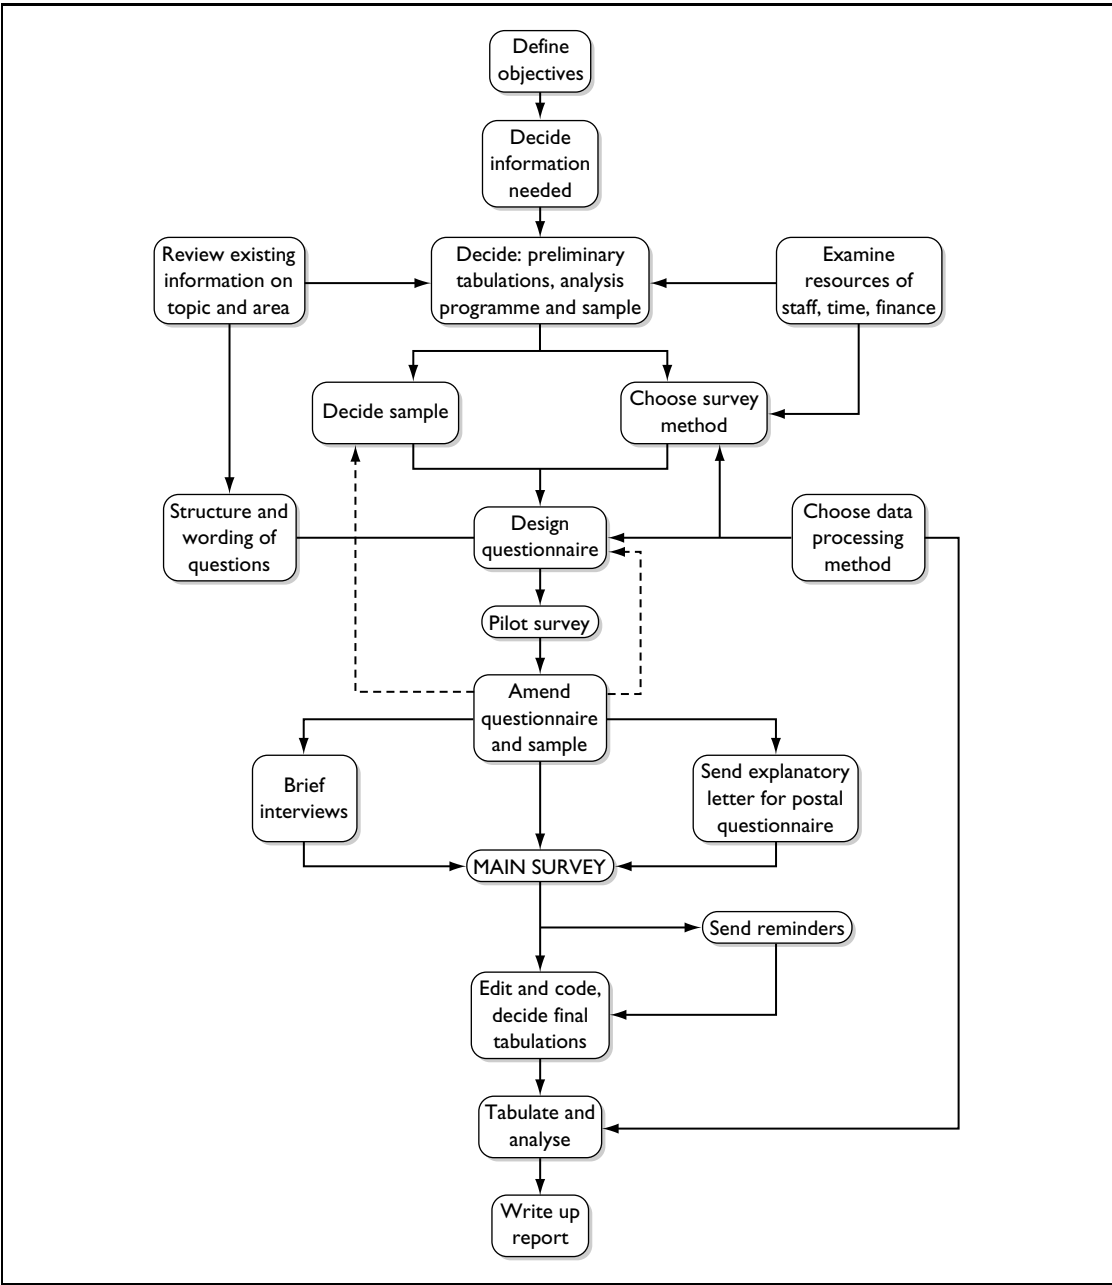 Define
objectives
Decide
information
needed
Review existing
information on
topic and area
Decide: preliminary
tabulations, analysis
programme and sample
Examine
resources of
staff, time, finance
Decide sample
Choose survey
method
Structure and
wording of
questions
Design
questionnaire
Choose data
processing
method
Pilot survey
Amend
questionnaire
and sample
Brief
interviews
Send explanatory
letter for postal
questionnaire
MAIN SURVEY
Send reminders
Edit and code,
decide final
tabulations
Tabulate and
analyse
Write up
report